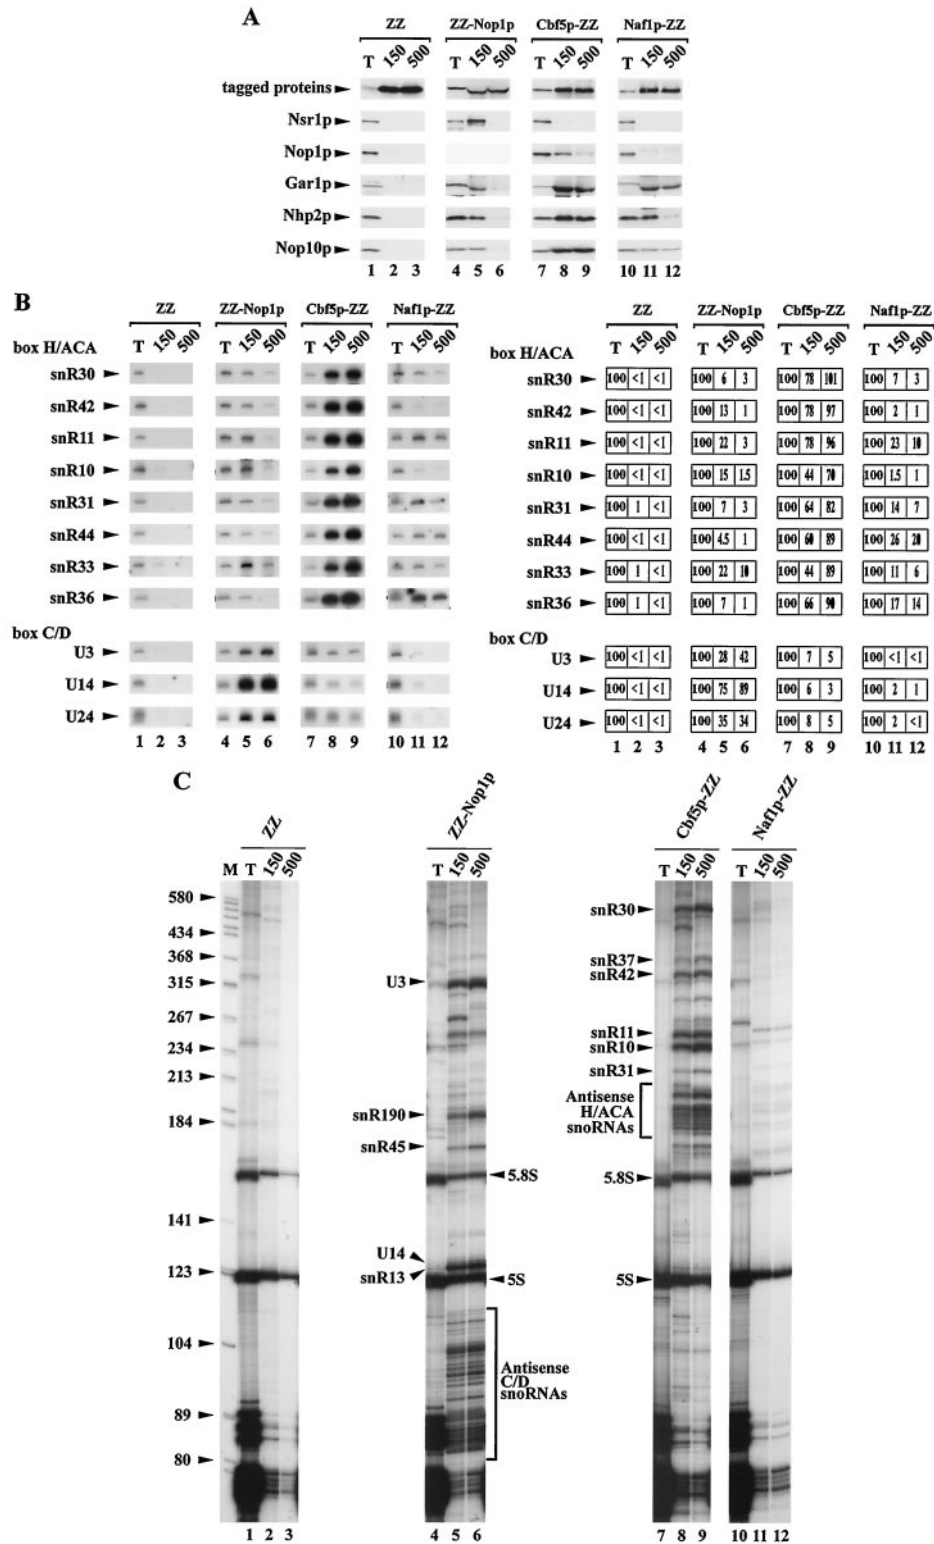 A
ZZ ZZ-Nop1p Cbf5p-ZZ Naf1p-ZZ
T 150 500 T 150 500 T 150 500 T 150 500
tagged proteins
Nsr1p
Nop1p
Gar1p
Nhp2p
Nop10p
1 2 3 4 5 6 7 8 9 10 11 12
B
ZZ ZZ-Nop1p Cbf5p-ZZ Naf1p-ZZ
box H/ACA T 150 500 T 150 500 T 150 500 T 150 500
snR30
snR42
snR11
snR10
snR31
snR44
snR33
snR36
box C/D
U3
U14
U24
1 2 3 4 5 6 7 8 9 10 11 12
ZZ ZZ-Nop1p Cbf5p-ZZ Naf1p-ZZ
box H/ACA T 150 500 T 150 500 T 150 500 T 150 500
snR30 100 <1 <1 100 6 3 100 78 101 100 7 3
snR42 100 <1 <1 100 13 1 100 78 97 100 2 1
snR11 100 <1 <1 100 22 3 100 78 96 100 23 10
snR10 100 <1 <1 100 15 1.5 100 44 70 100 1.5 1
snR31 100 1 <1 100 7 3 100 64 82 100 14 7
snR44 100 <1 <1 100 4.5 1 100 60 89 100 26 20
snR33 100 1 <1 100 22 10 100 44 89 100 11 6
snR36 100 1 <1 100 7 1 100 66 90 100 17 14
box C/D
U3 100 <1 <1 100 28 42 100 7 5 100 <1 <1
U14 100 <1 <1 100 75 89 100 6 3 100 2 1
U24 100 <1 <1 100 35 34 100 8 5 100 2 <1
1 2 3 4 5 6 7 8 9 10 11 12
C
ZZ
M T 150 500
580
434
368
315
267
234
213
184
141
123
104
89
80
1 2 3
ZZ-Nop1p
T 150 500
U3
snR190
snR45
5.8S
U14
snR13
5S
Antisense
C/D
snoRNAs
4 5 6
Cbf5p-ZZ Naf1p-ZZ
T 150 500 T 150 500
snR30
snR37
snR42
snR11
snR10
snR31
Antisense
H/ACA
snoRNAs
5.8S
5S
7 8 9 10 11 12